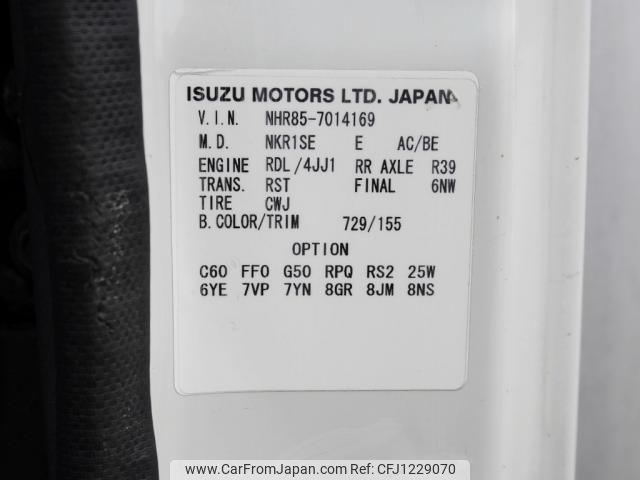 ISUZU MOTORS LTD. JAPAN
V.I.N. NHR85-7014169
M.D. NKR1SE E AC/BE
ENGINE RDL/4JJ1 RR AXLE R39
TRANS. RST FINAL 6NW
TIRE CWJ
B.COLOR/TRIM 729/155
OPTION
C60 FF0 G50 RPQ RS2 25W
6YE 7VP 7YN 8GR 8JM 8NS
www.CarFromJapan.com CFJ1229070